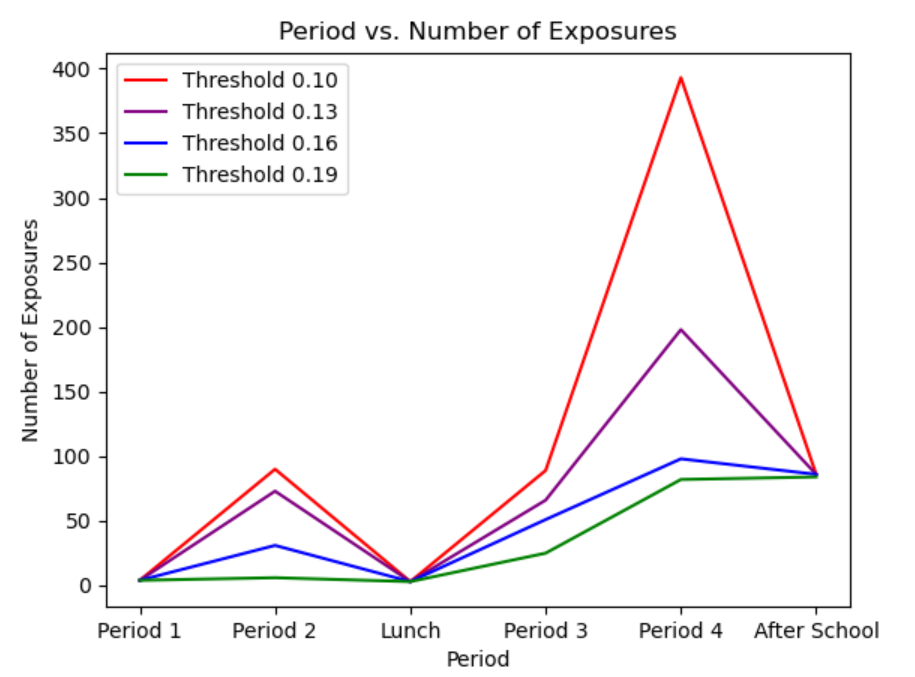 Period vs. Number of Exposures
400
350
300
250
200
150
100
50
0
Number of Exposures
Threshold 0.10
Threshold 0.13
Threshold 0.16
Threshold 0.19
Period 1 Period 2 Lunch Period 3 Period 4 After School
Period